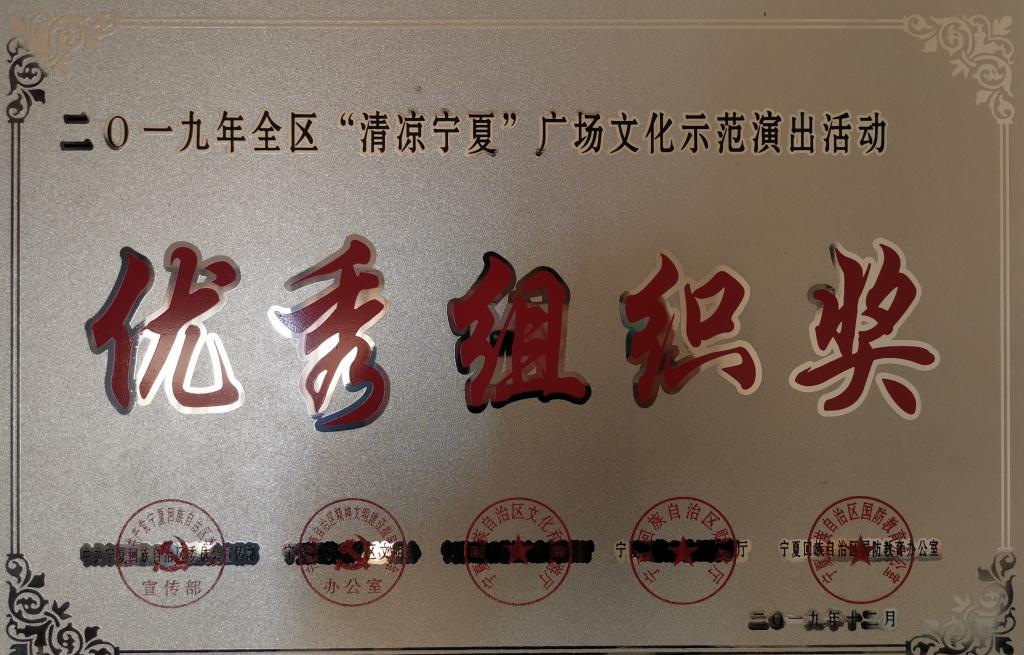 二〇一九年全区“清凉宁夏”广场文化示范演出活动
优秀组织奖
宁夏回族自治区国防教育办公室
宣传部
办公室
二〇一九年十二月